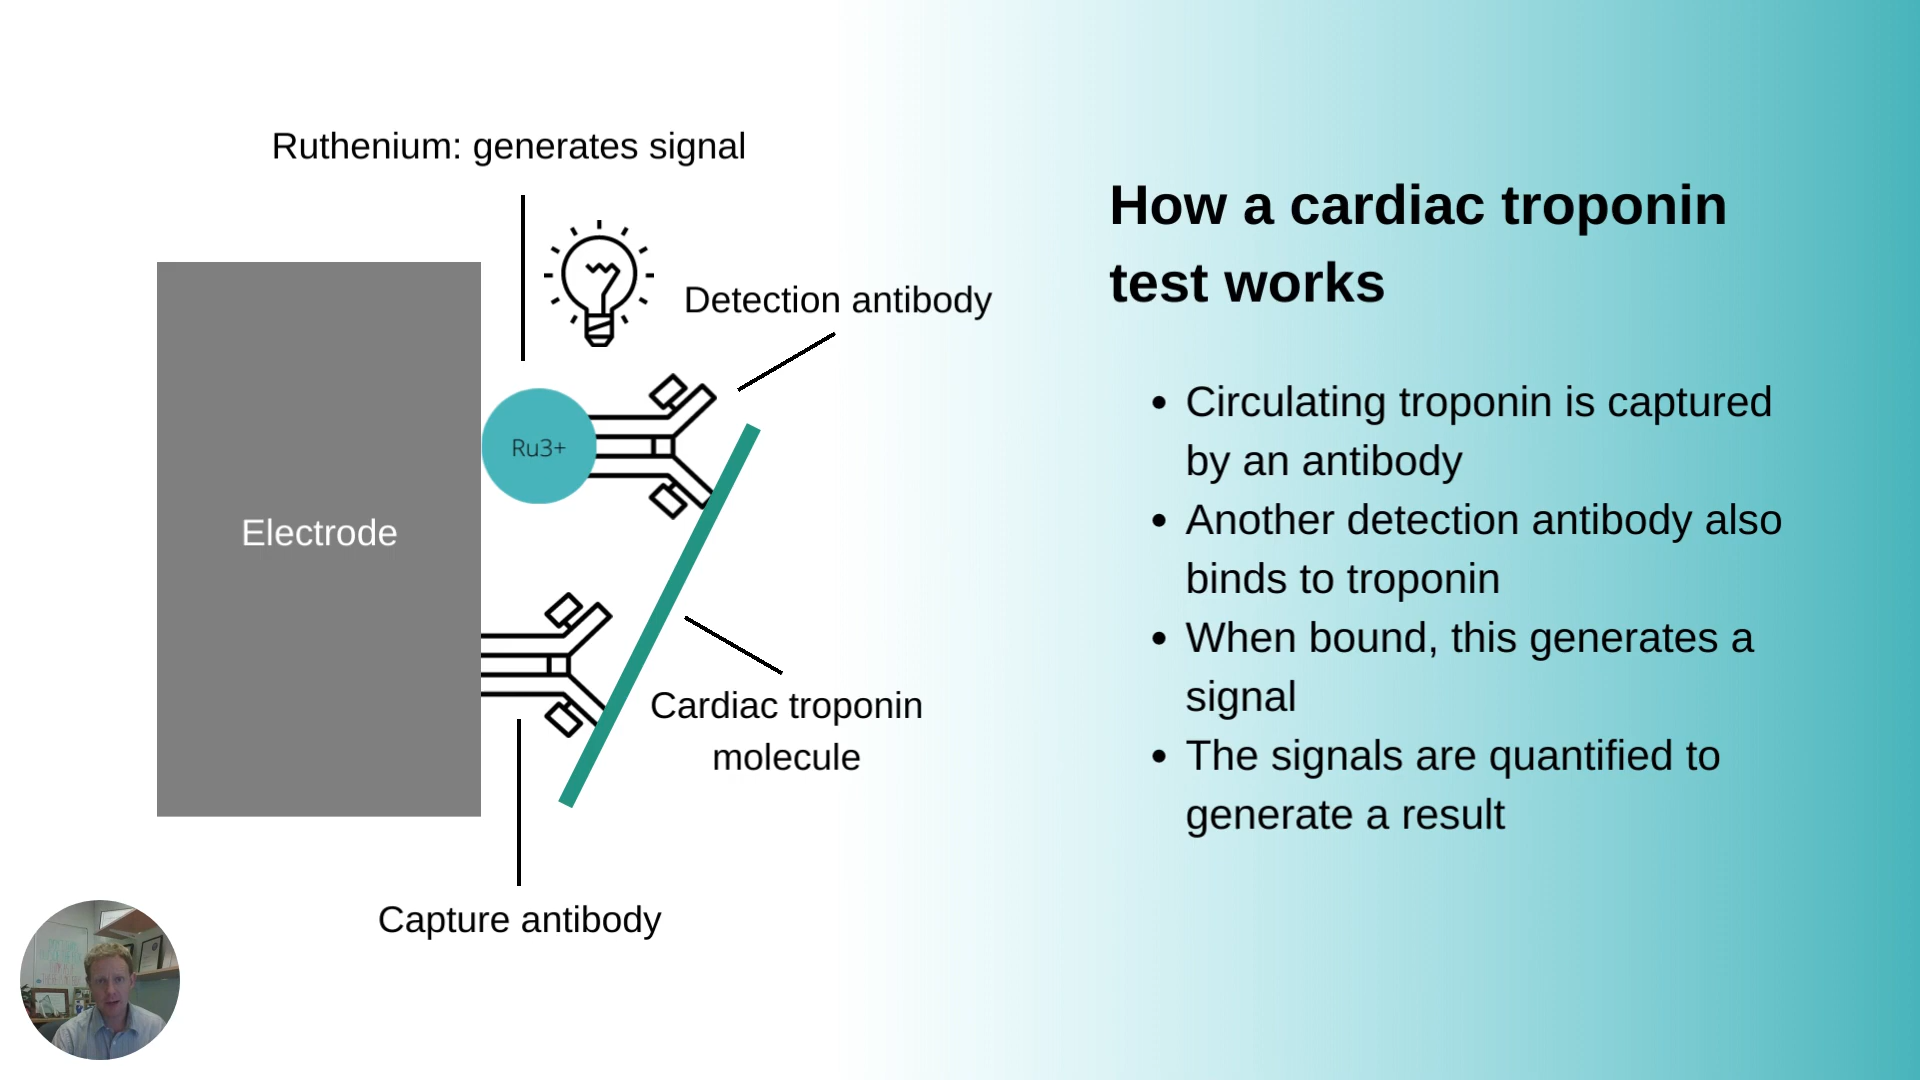 Ruthenium: generates signal
Detection antibody
Ru3+
Electrode
Cardiac troponin
molecule
Capture antibody
How a cardiac troponin
test works
• Circulating troponin is captured
by an antibody
• Another detection antibody also
binds to troponin
• When bound, this generates a
signal
• The signals are quantified to
generate a result